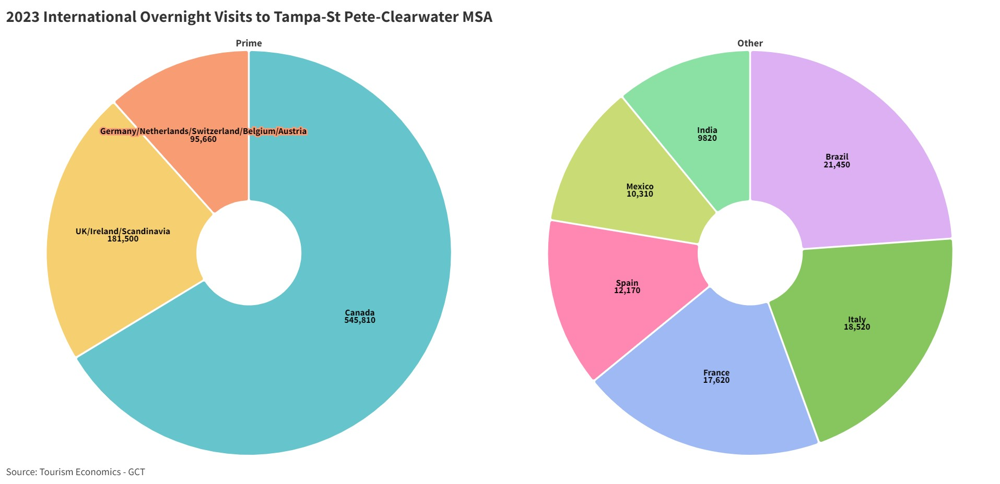 2023 International Overnight Visits to Tampa-St Pete-Clearwater MSA
Prime
Germany/Netherlands/Switzerland/Belgium/Austria
95,660
UK/Ireland/Scandinavia
181,500
Canada
545,810
Other
India
9820
Brazil
21,450
Mexico
10,310
Spain
12,170
Italy
18,520
France
17,620
Source: Tourism Economics - GCT